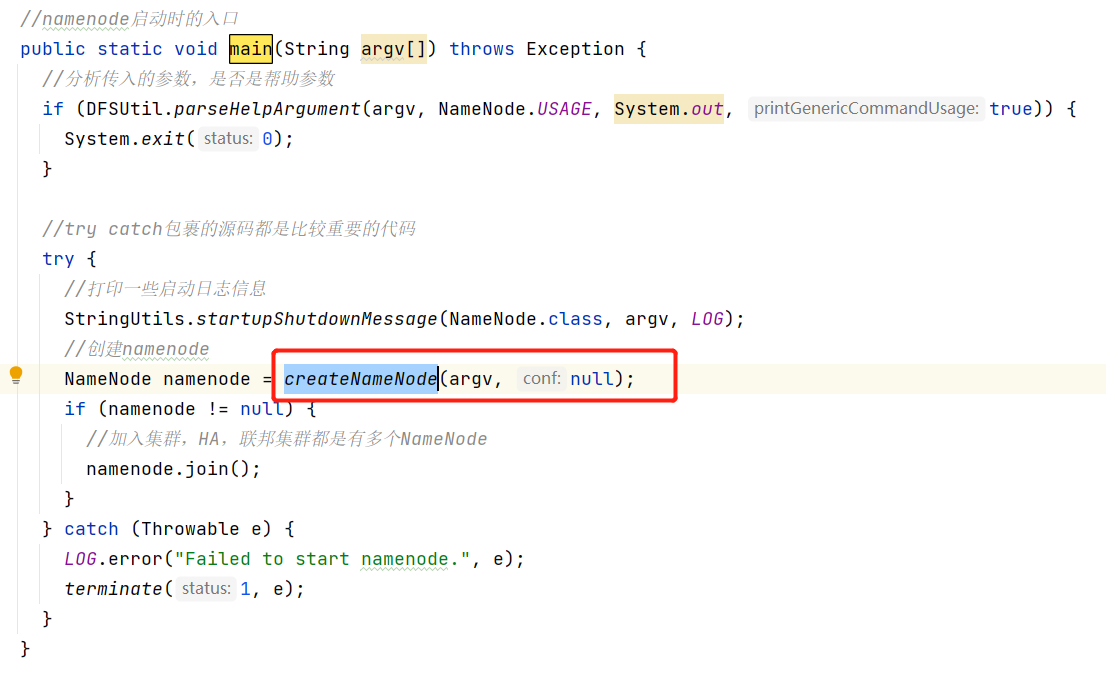 //namenode启动时的入口
public static void main(String argv[]) throws Exception {
//分析传入的参数，是否是帮助参数
if (DFSUtil.parseHelpArgument(argv, NameNode.USAGE, System.out, printGenericCommandUsage: true)) {
System.exit( status: 0);
}
//try catch包裹的源码都是比较重要的代码
try {
//打印一些启动日志信息
StringUtils.startupShutdownMessage(NameNode.class, argv, LOG);
//创建namenode
NameNode namenode = createNameNode(argv, conf: null);
if (namenode != null) {
//加入集群，HA，联邦集群都是有多个NameNode
namenode.join();
}
} catch (Throwable e) {
LOG.error("Failed to start namenode.", e);
terminate( status: 1, e);
}
}